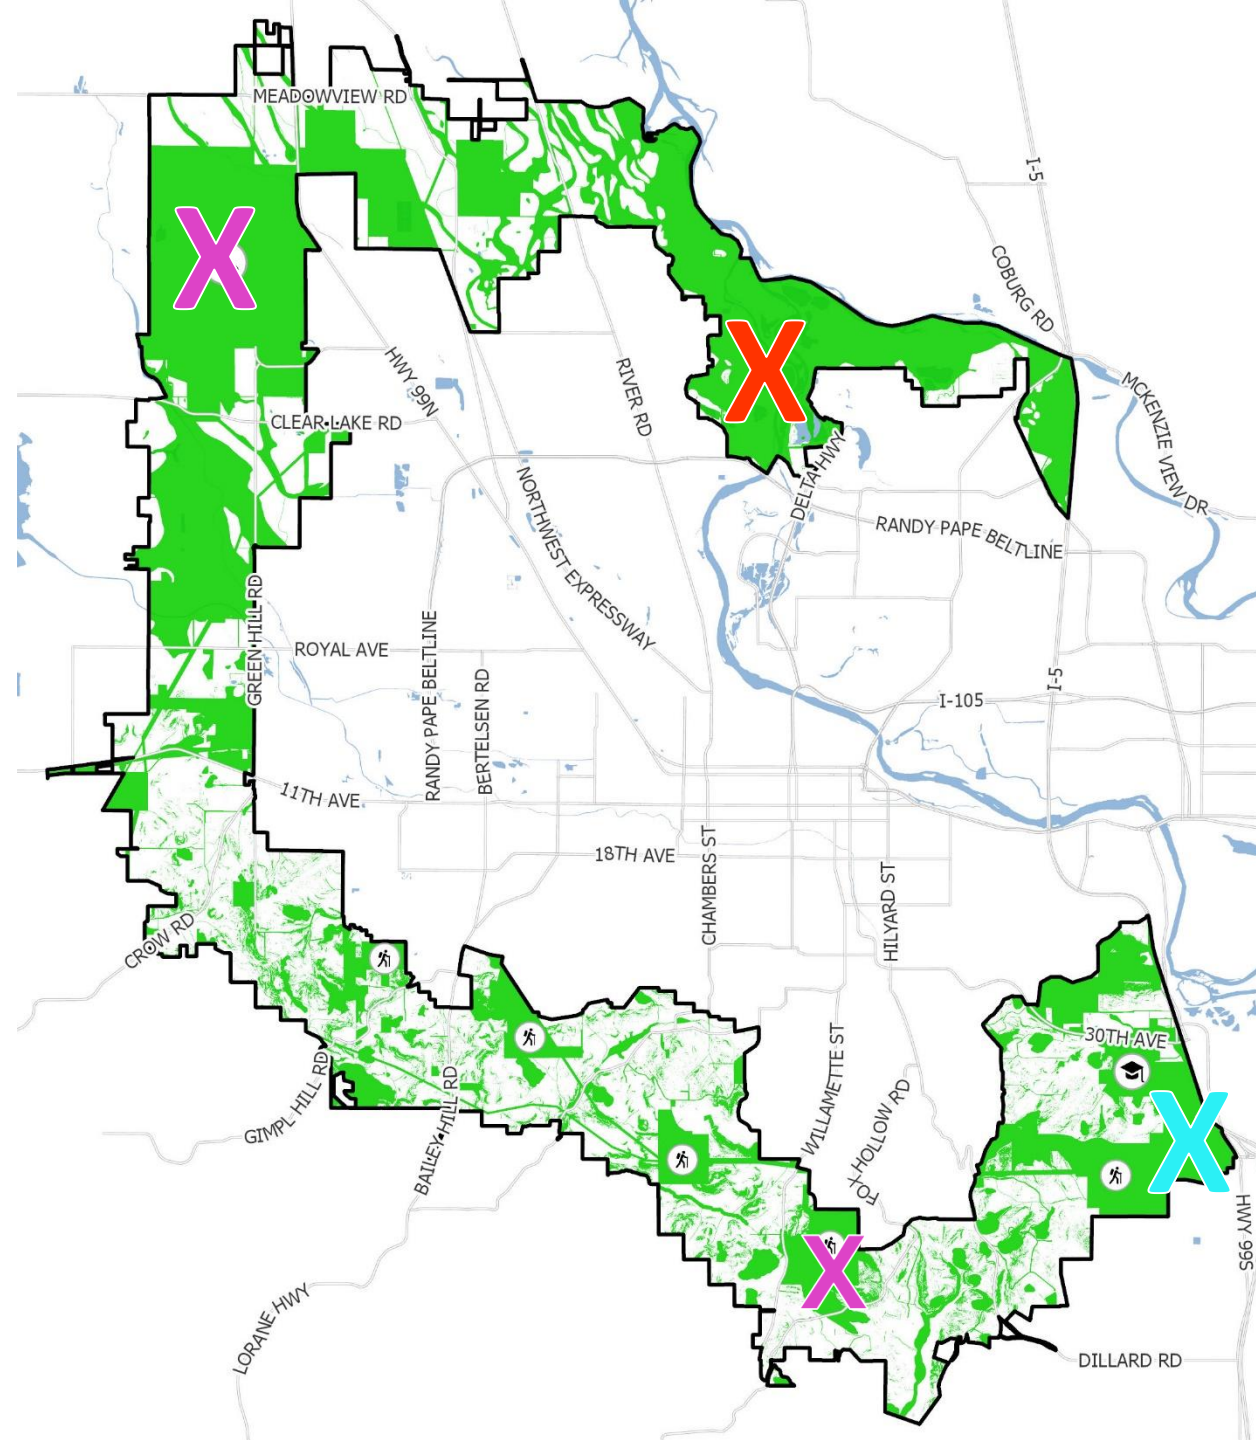 MEADOWVIEW RD
I-5
COBURG RD
HWY 99N
RIVER RD
MCKENZIE VIEW DR
CLEAR LAKE RD
DELTA HWY
NORTHWEST EXPRESSWAY
RANDY PAPE BELTLINE
GREEN HILL RD
ROYAL AVE
RANDY PAPE BELTLINE
BERTELSEN RD
I-5
I-105
11TH AVE
18TH AVE
CHAMBERS ST
HILYARD ST
CROW RD
30TH AVE
GIMPL HILL RD
BAILEY HILL RD
WILLAMETTE ST
FOX HOLLOW RD
X
X
X
X
HWY 99S
LORANE HWY
DILLARD RD